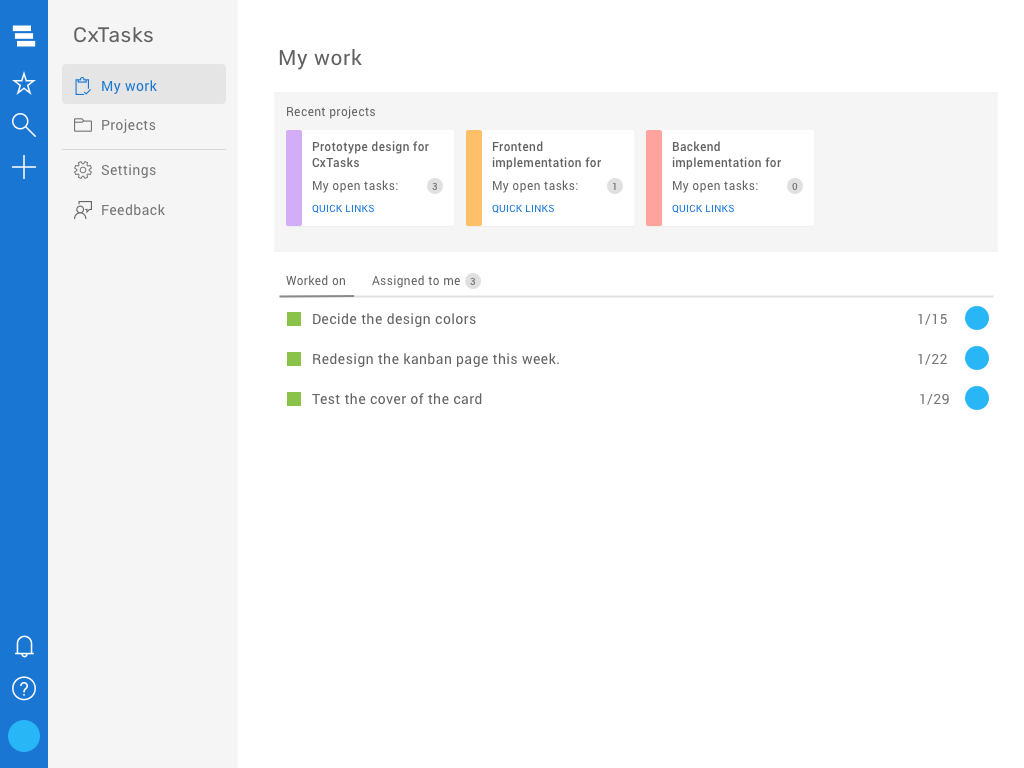 CxTasks
My work
Projects
Settings
Feedback
?
My work
Recent projects
Prototype design for
CxTasks
My open tasks: 3
QUICK LINKS
Frontend
implementation for
My open tasks: 1
QUICK LINKS
Backend
implementation for
My open tasks: 0
QUICK LINKS
Worked on
Assigned to me 3
Decide the design colors 1/15
Redesign the kanban page this week. 1/22
Test the cover of the card 1/29